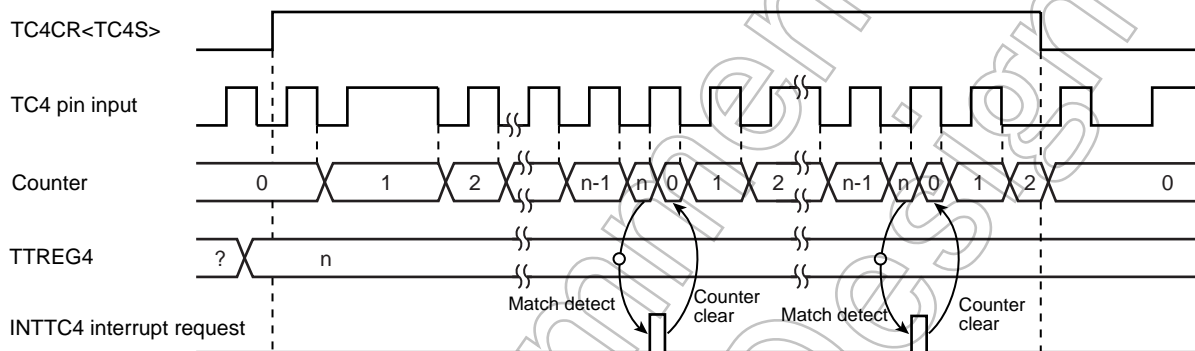 TC4CR<TC4S>
TC4 pin input
Counter 0 1 2 n-1 n 0 1 2 n-1 n 0 1 2 0
TTREG4 ? n
Match detect Counter clear Match detect Counter clear
INTTC4 interrupt request